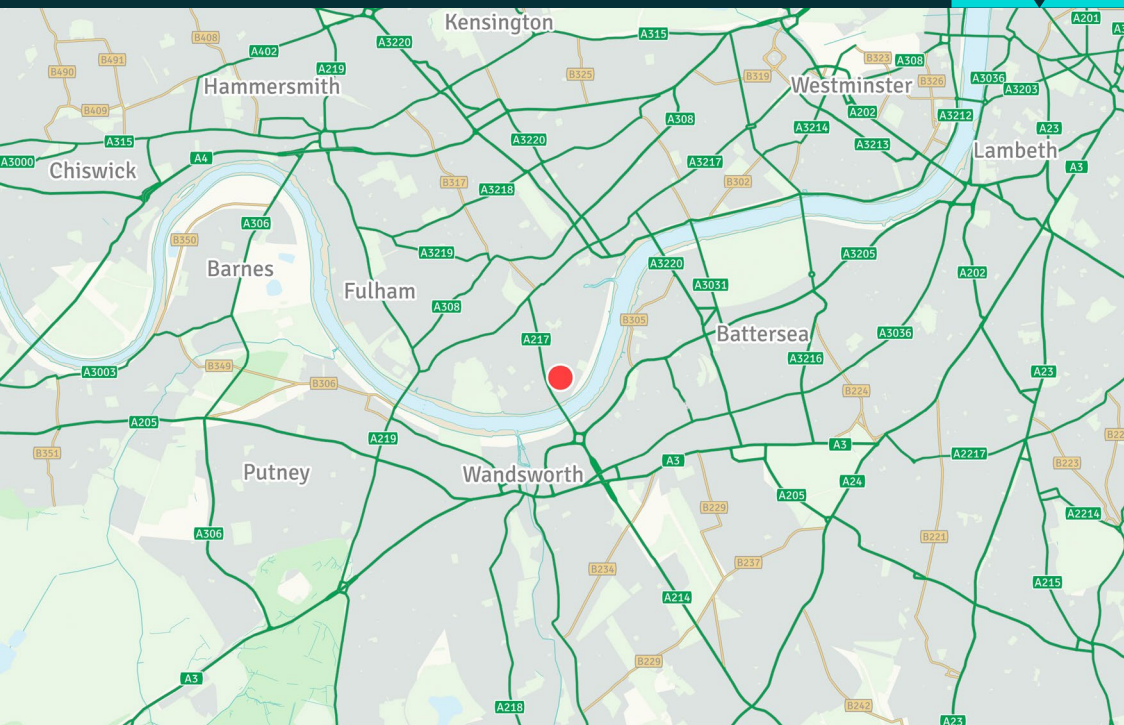 Kensington
A201
B408
A3220
A315
A402
B491
B323
A308
B490
A219
B325
B319
B326
A3036
Hammersmith
Westminster
A3203
B409
A202
A308
A3212
A3214
A23
A315
A3220
A3213
A3000
A4
A3217
Lambeth
Chiswick
A3
B317
A3218
B302
A306
B350
A3219
A3205
Barnes
A3220
A202
Fulham
A3031
A308
B305
A217
Battersea
A3036
A3216
B349
A3003
A23
B306
B224
A205
A219
B351
A3
A2217
Putney
Wandsworth
A3
B223
A205
A24
B229
A2214
A306
B221
B234
B237
A215
A214
B229
A3
A218
B242
A23